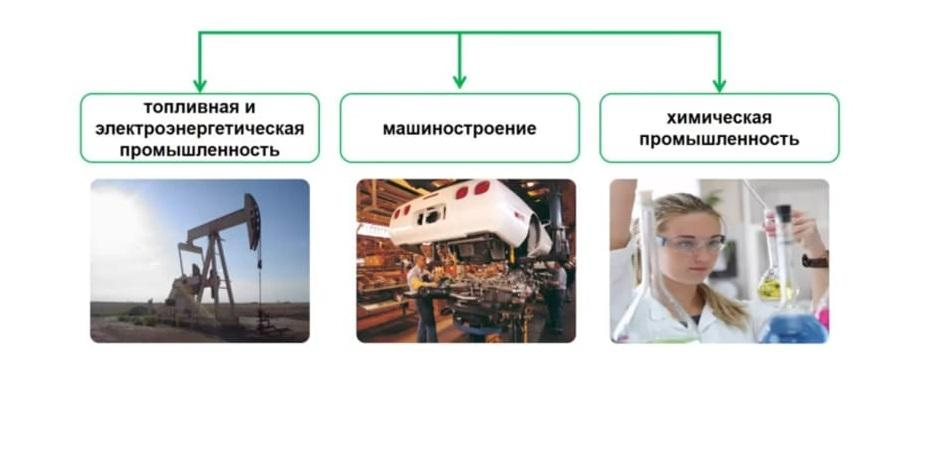 топливная и
электроэнергетическая
промышленность
машиностроение
химическая
промышленность